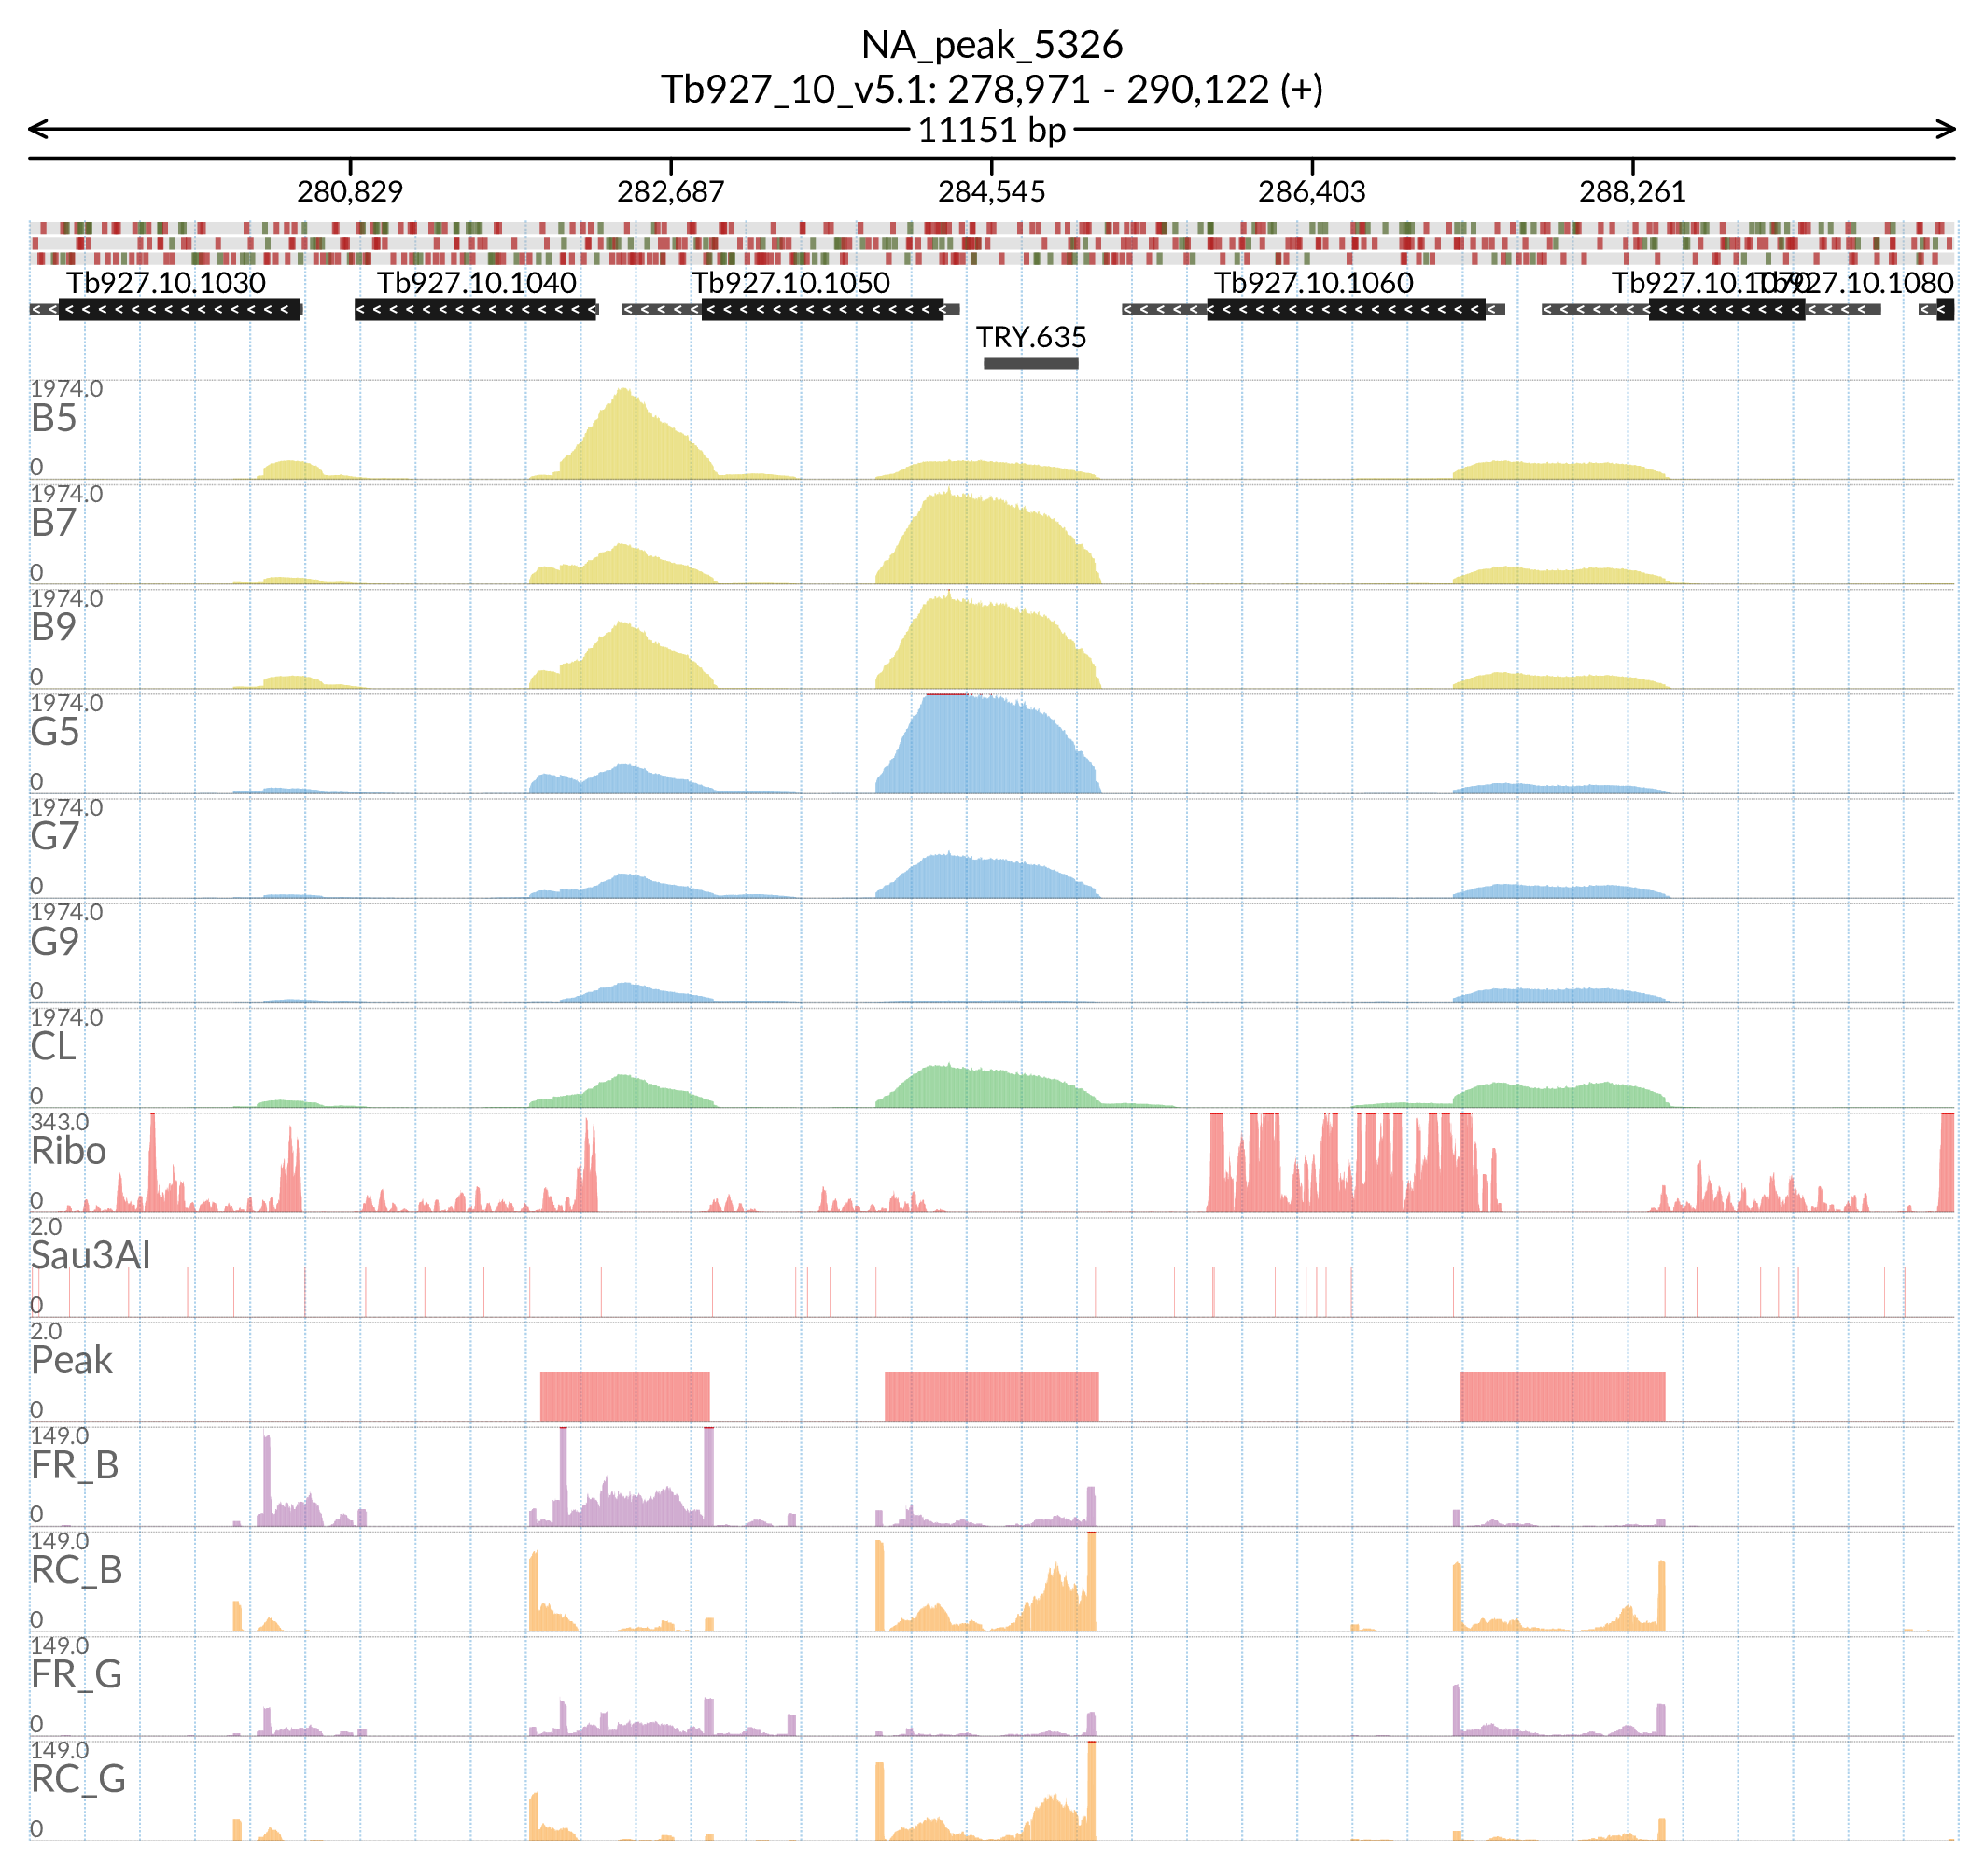 NA_peak_5326
Tb927_10_v5.1: 278,971 - 290,122 (+)
11151 bp
280,829 282,687 284,545 286,403 288,261
Tb927.10.1030 Tb927.10.1040 Tb927.10.1050 Tb927.10.1060 Tb927.10.1070 Tb927.10.1080
TRY.635
1974.0
B5
0
1974.0
B7
0
1974.0
B9
0
1974.0
G5
0
1974.0
G7
0
1974.0
G9
0
1974.0
CL
0
343.0
Ribo
0
2.0
Sau3AI
0
2.0
Peak
0
149.0
FR_B
0
149.0
RC_B
0
149.0
FR_G
0
149.0
RC_G
0